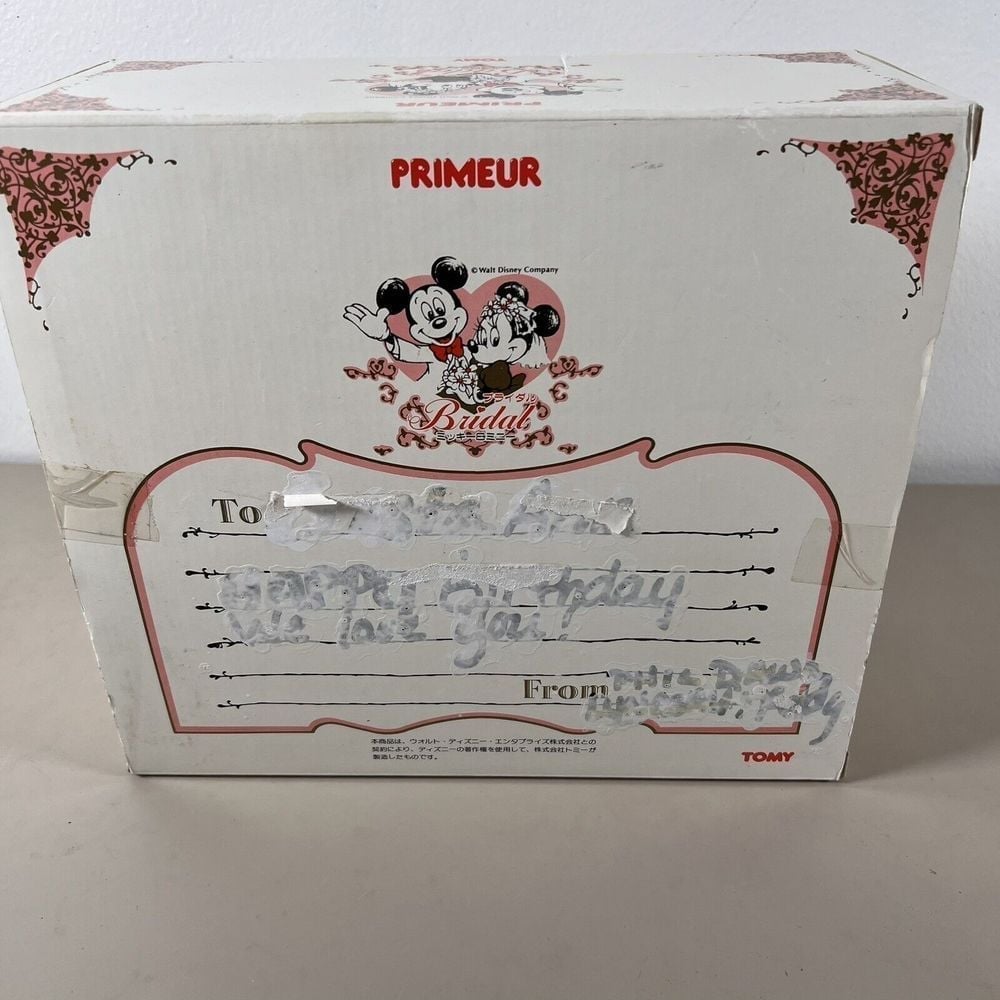 TOMY
PRIMEUR
PRIMEUR
© Walt Disney Company
ブライダル
Bridal
ミッキー&ミニー
To
Happy Birthday
We love you!
From
本商品は、ウォルト・ディズニー・エンタプライズ株式会社との
契約により、ディズニーの著作権を使用して、株式会社トミーが
製造したものです。
TOMY